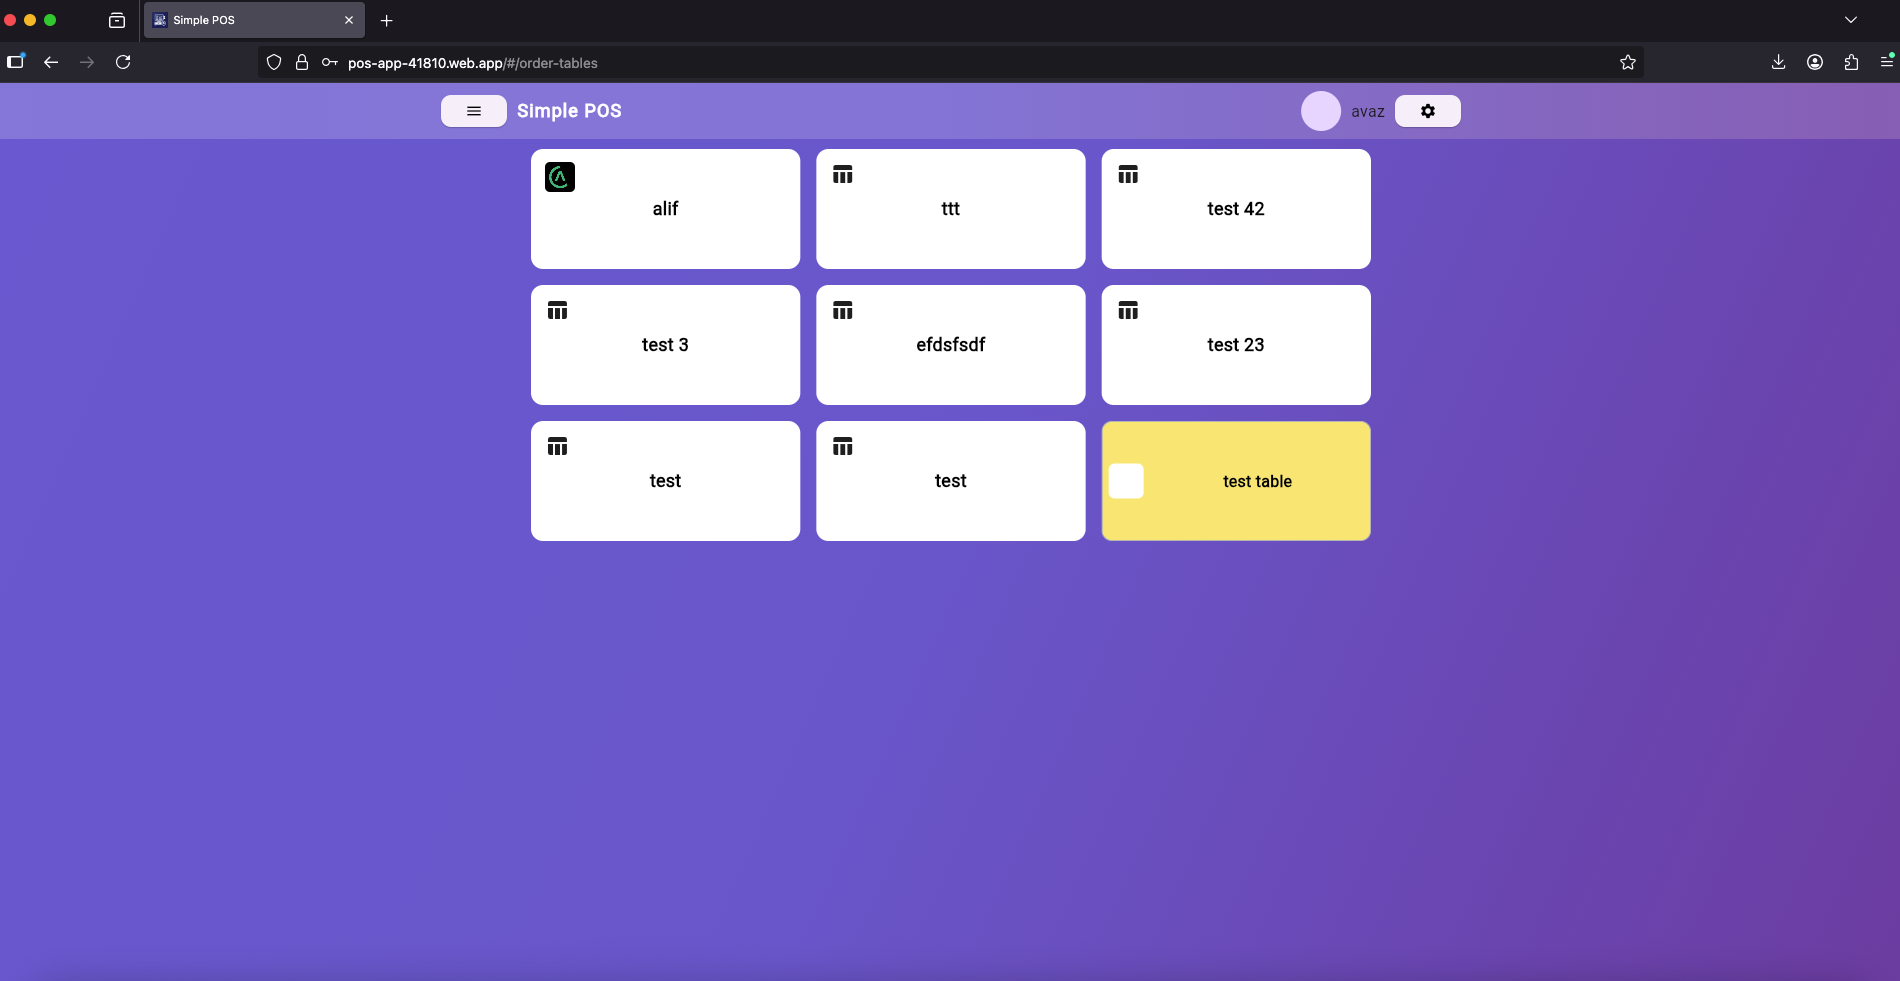 Simple POS
pos-app-41810.web.app/#/order-tables
Simple POS
avaz
alif
ttt
test 42
test 3
efdsfsdf
test 23
test
test
test table